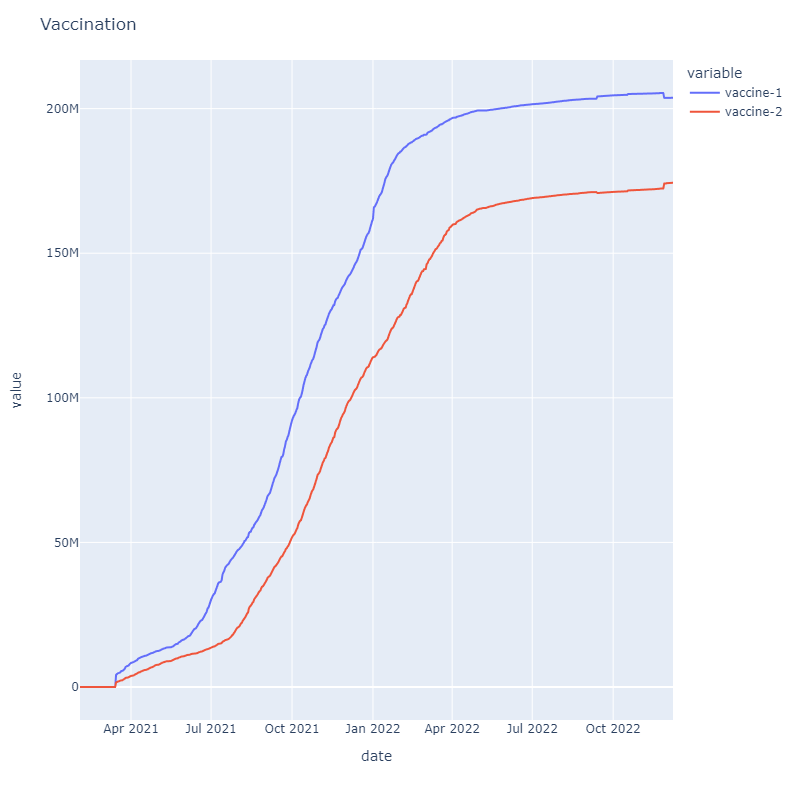 Vaccination
variable
vaccine-1
vaccine-2
200M
150M
100M
50M
0
value
Apr 2021
Jul 2021
Oct 2021
Jan 2022
Apr 2022
Jul 2022
Oct 2022
date